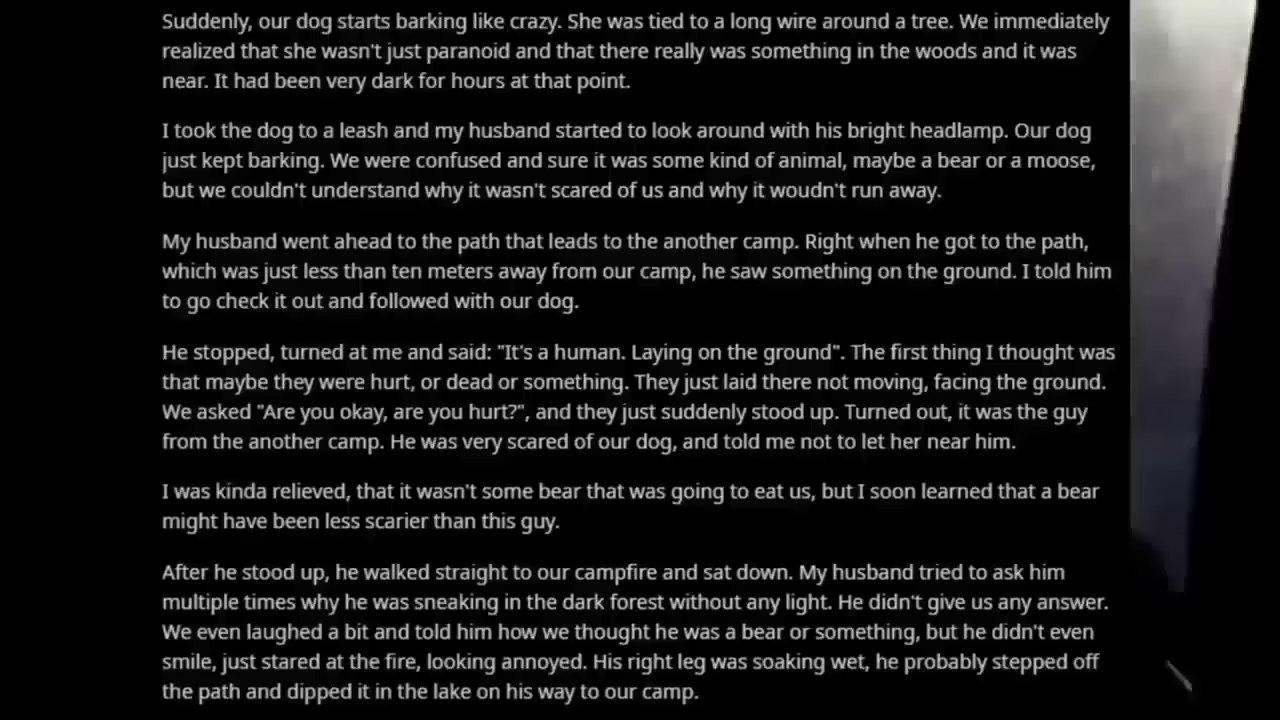 Suddenly, our dog starts barking like crazy. She was tied to a long wire around a tree. We immediately
realized that she wasn't just paranoid and that there really was something in the woods and it was
near. It had been very dark for hours at that point.
I took the dog to a leash and my husband started to look around with his bright headlamp. Our dog
just kept barking. We were confused and sure it was some kind of animal, maybe a bear or a moose,
but we couldn't understand why it wasn't scared of us and why it woudn't run away.
My husband went ahead to the path that leads to the another camp. Right when he got to the path,
which was just less than ten meters away from our camp, he saw something on the ground. I told him
to go check it out and followed with our dog.
He stopped, turned at me and said: "It's a human. Laying on the ground". The first thing I thought was
that maybe they were hurt, or dead or something. They just laid there not moving, facing the ground.
We asked "Are you okay, are you hurt?", and they just suddenly stood up. Turned out, it was the guy
from the another camp. He was very scared of our dog, and told me not to let her near him.
I was kinda relieved, that it wasn't some bear that was going to eat us, but I soon learned that a bear
might have been less scarier than this guy.
After he stood up, he walked straight to our campfire and sat down. My husband tried to ask him
multiple times why he was sneaking in the dark forest without any light. He didn't give us any answer.
We even laughed a bit and told him how we thought he was a bear or something, but he didn't even
smile, just stared at the fire, looking annoyed. His right leg was soaking wet, he probably stepped off
the path and dipped it in the lake on his way to our camp.